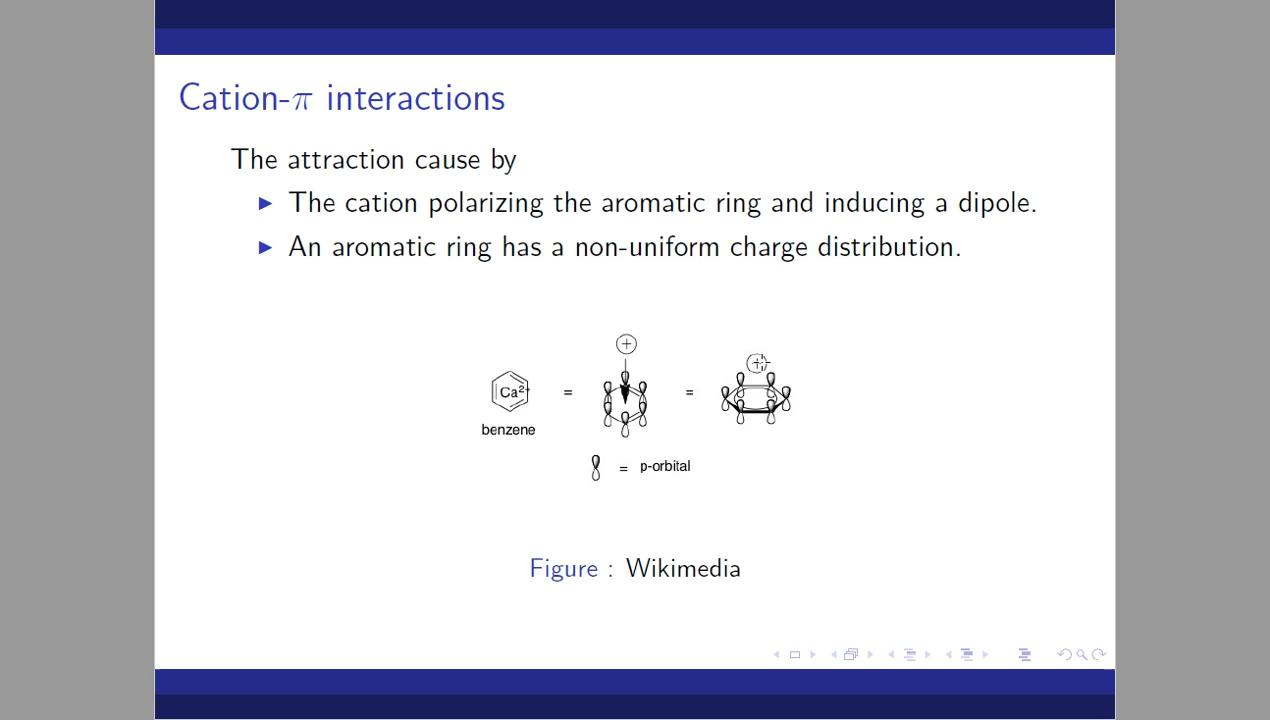 Cation-π interactions
The attraction cause by
The cation polarizing the aromatic ring and inducing a dipole.
An aromatic ring has a non-uniform charge distribution.
+
Ca²⁺ = = +
benzene
= p-orbital
Figure : Wikimedia